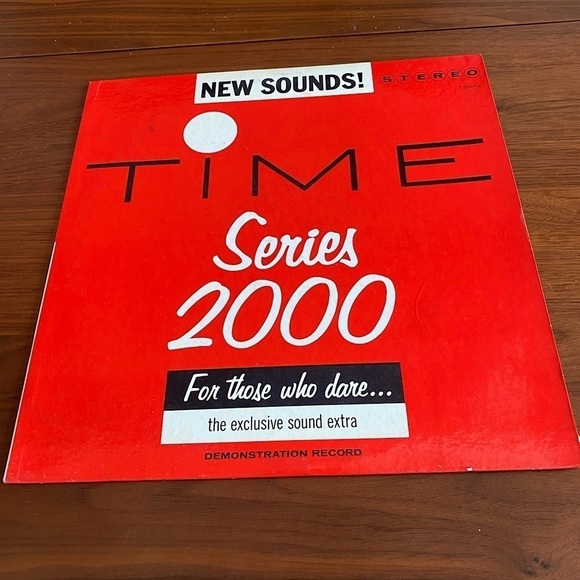 NEW SOUNDS!
STEREO
TiME
Series
2000
For those who dare...
the exclusive sound extra
DEMONSTRATION RECORD